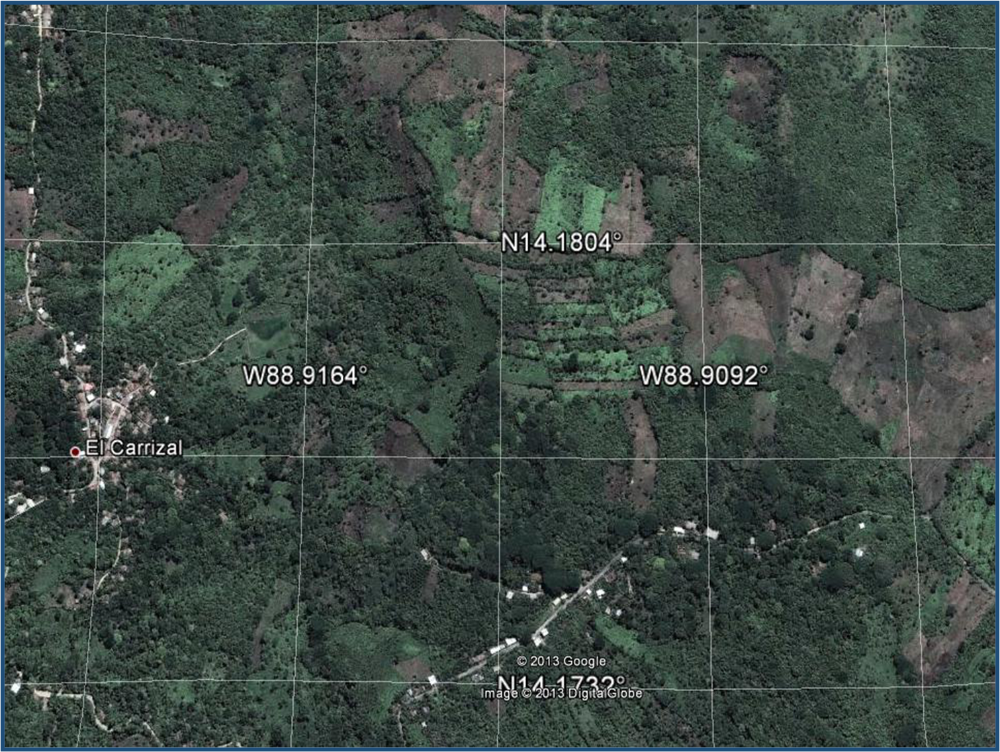 N14.1804°
W88.9164°
W88.9092°
El Carrizal
© 2013 Google
N14.1732°
Image © 2013 DigitalGlobe